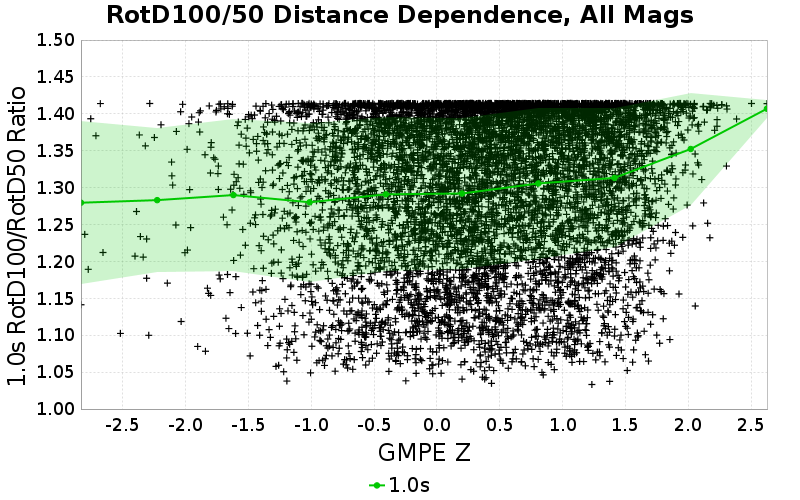 RotD100/50 Distance Dependence, All Mags
1.0s RotD100/RotD50 Ratio
1.50
1.45
1.40
1.35
1.30
1.25
1.20
1.15
1.10
1.05
1.00
-2.5 -2.0 -1.5 -1.0 -0.5 0.0 0.5 1.0 1.5 2.0 2.5
GMPE Z
1.0s